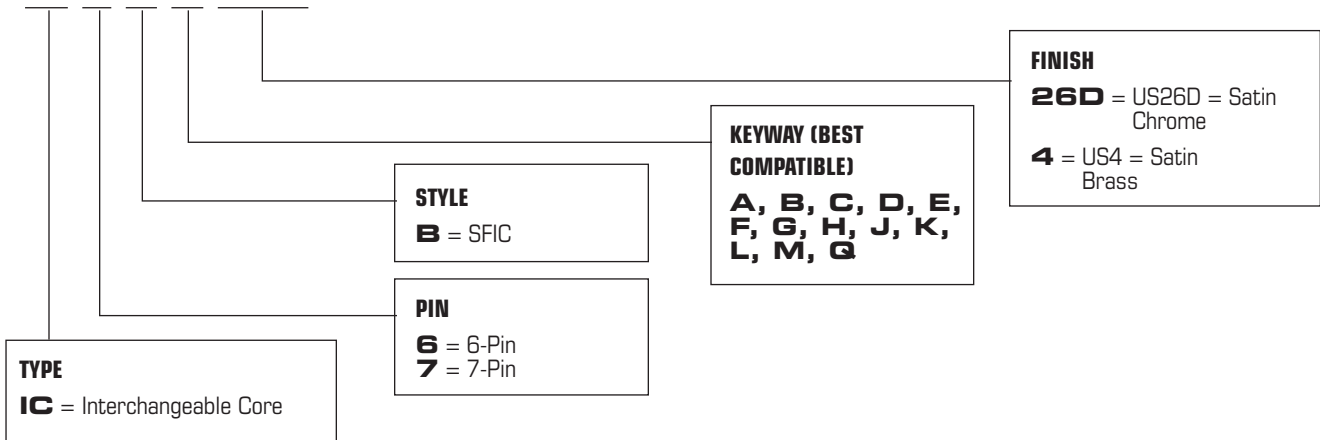 FINISH
26D = US26D = Satin
Chrome
4 = US4 = Satin
Brass
KEYWAY (BEST
COMPATIBLE)
A, B, C, D, E,
F, G, H, J, K,
L, M, Q
STYLE
B = SFIC
PIN
6 = 6-Pin
7 = 7-Pin
TYPE
IC = Interchangeable Core